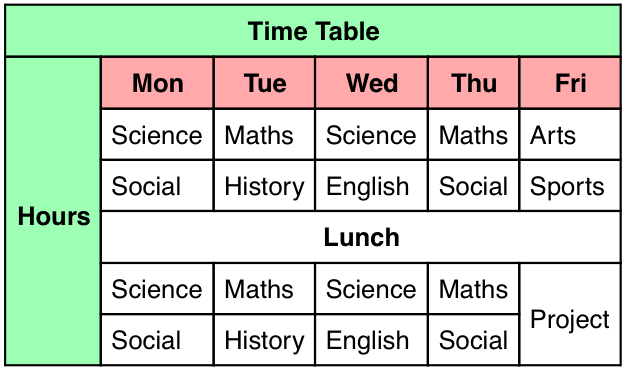 Time Table
Hours Mon Tue Wed Thu Fri
Science Maths Science Maths Arts
Social History English Social Sports
Lunch
Science Maths Science Maths Project
Social History English Social